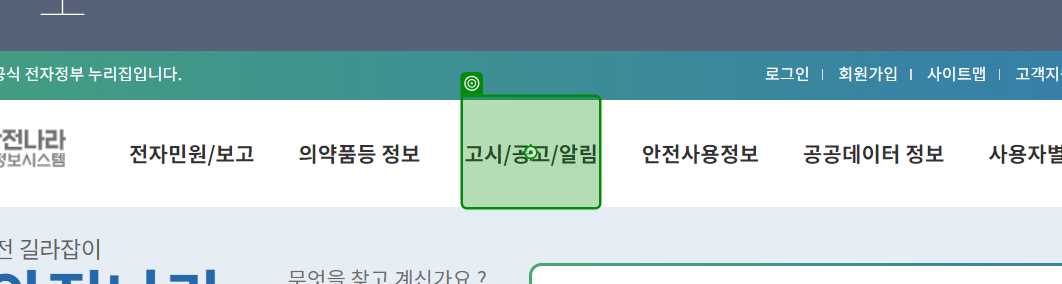 공식 전자정부 누리집입니다.
로그인 | 회원가입 | 사이트맵 | 고객지
전나라
정보시스템
전자민원/보고 의약품등 정보 고시/공고/알림 안전사용정보 공공데이터 정보 사용자별
전 길라잡이
무엇을 찾고 계신가요 ?